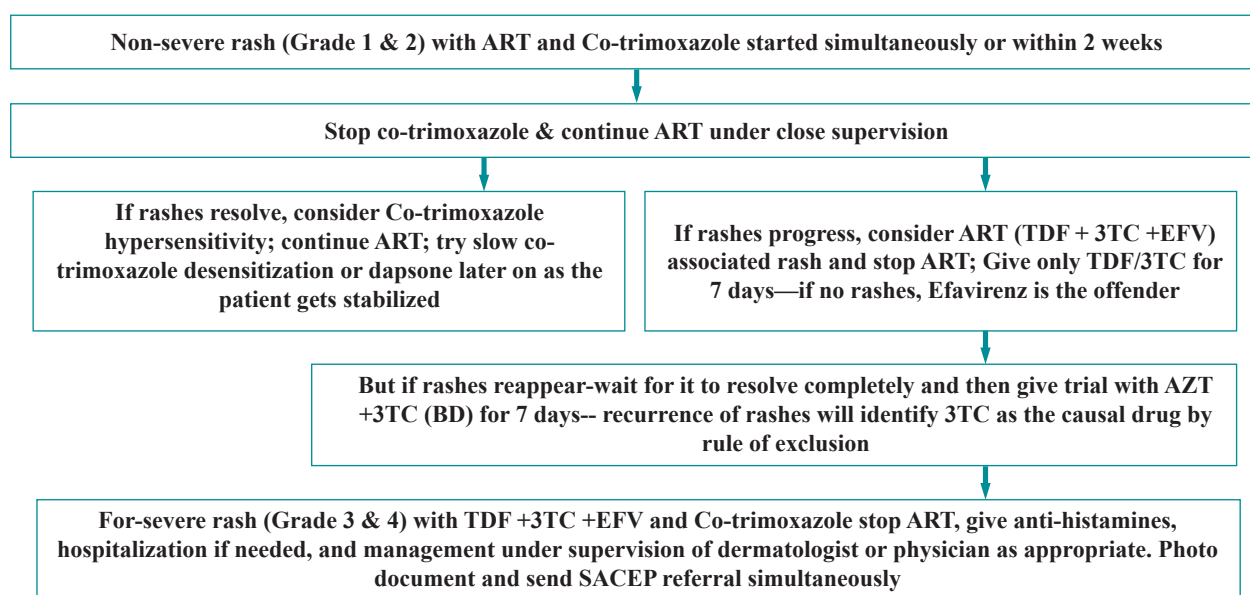 Non-severe rash (Grade 1 & 2) with ART and Co-trimoxazole started simultaneously or within 2 weeks
Stop co-trimoxazole & continue ART under close supervision
If rashes resolve, consider Co-trimoxazole
hypersensitivity; continue ART; try slow co-
trimoxazole desensitization or dapsone later on as the
patient gets stabilized
If rashes progress, consider ART (TDF + 3TC +EFV)
associated rash and stop ART; Give only TDF/3TC for
7 days—if no rashes, Efavirenz is the offender
But if rashes reappear-wait for it to resolve completely and then give trial with AZT
+3TC (BD) for 7 days-- recurrence of rashes will identify 3TC as the causal drug by
rule of exclusion
For-severe rash (Grade 3 & 4) with TDF +3TC +EFV and Co-trimoxazole stop ART, give anti-histamines,
hospitalization if needed, and management under supervision of dermatologist or physician as appropriate. Photo
document and send SACEP referral simultaneously